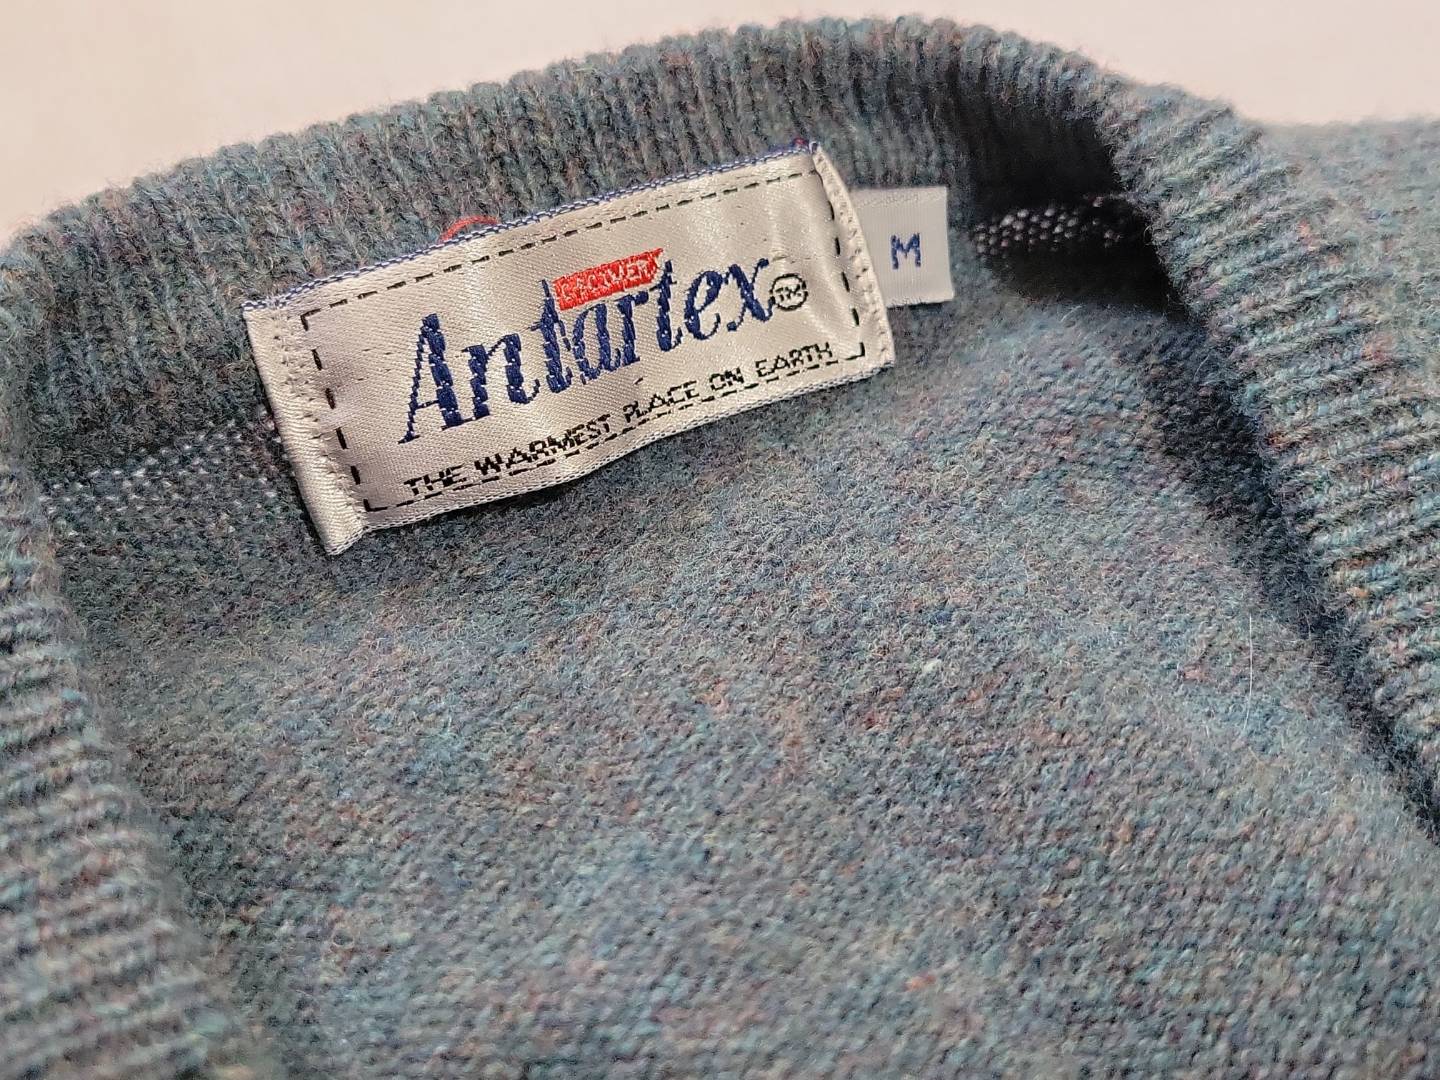 Antartex TM
THE WARMEST PLACE ON EARTH
M